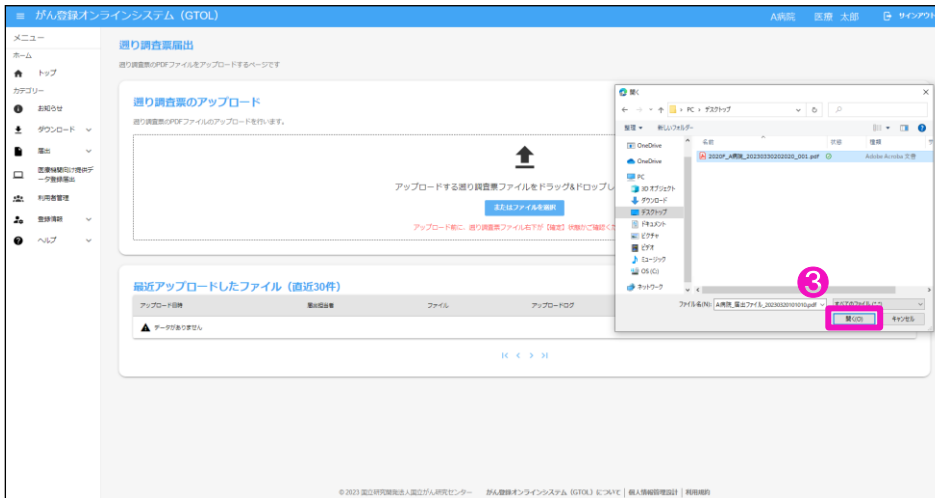 ≡ がん登録オンラインシステム（GTOL）
A病院 医療 太郎 サインアウト
メニュー
ホーム
トップ
カテゴリー
お知らせ
ダウンロード
届出
医療機関向け提供デ
ータ登録届出
利用者管理
登録情報
ヘルプ
遡り調査票届出
遡り調査票のPDFファイルをアップロードするページです
遡り調査票のアップロード
遡り調査票のPDFファイルのアップロードを行います。
アップロードする遡り調査票ファイルをドラッグ&ドロップし
またはファイルを選択
アップロード前に、遡り調査票ファイル右下が【確定】状態かご確認くだ
最近アップロードしたファイル（直近30件）
アップロード日時 届出担当者 ファイル アップロードログ
データがありません
|< < > >|
開く
PC › デスクトップ
整理 新しいフォルダー
名前 状態 種類
OneDrive
OneDrive
PC
3D オブジェクト
ダウンロード
デスクトップ
ドキュメント
ピクチャ
ビデオ
ミュージック
OS (C:)
ネットワーク
2020F_A病院_20230330202020_001.pdf Adobe Acrobat 文書
3
ファイル名(N): A病院_届出ファイル_20230320101010.pdf すべてのファイル (*.*)
開く(O) キャンセル
© 2023 国立研究開発法人国立がん研究センター がん登録オンラインシステム（GTOL）について | 個人情報管理設計 | 利用規約